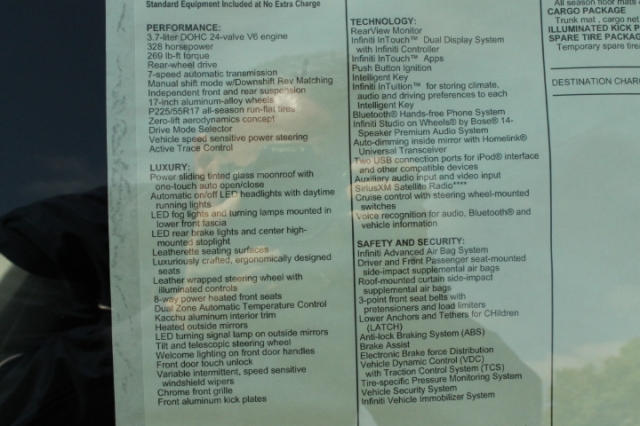 Standard Equipment Included at No Extra Charge
PERFORMANCE:
3.7-liter DOHC 24-valve V6 engine
328 horsepower
269 lb-ft torque
Rear-wheel drive
7-speed automatic transmission
Manual shift mode w/Downshift Rev Matching
Independent front and rear suspension
17-inch aluminum-alloy wheels
P225/55R17 all-season run-flat tires
Zero-lift aerodynamics concept
Drive Mode Selector
Vehicle speed sensitive power steering
Active Trace Control
LUXURY:
Power sliding tinted glass moonroof with
one-touch auto open/close
Automatic on/off LED headlights with daytime
running lights
LED fog lights and turning lamps mounted in
lower front fascia
LED rear brake lights and center high-
mounted stoplight
Leatherette seating surfaces
Luxuriously crafted, ergonomically designed
seats
Leather wrapped steering wheel with
illuminated controls
8-way power heated front seats
Dual Zone Automatic Temperature Control
Kacchu aluminum interior trim
Heated outside mirrors
LED turning signal lamp on outside mirrors
Tilt and telescopic steering wheel
Welcome lighting on front door handles
Front door touch unlock
Variable intermittent, speed sensitive
windshield wipers
Chrome front grille
Front aluminum kick plates
TECHNOLOGY:
RearView Monitor
Infiniti InTouch™ Dual Display System
with Infiniti Controller
Infiniti InTouch™ Apps
Push Button Ignition
Intelligent Key
Infiniti InTuition™ for storing climate,
audio and driving preferences to each
Intelligent Key
Bluetooth® Hands-free Phone System
Infiniti Studio on Wheels® by Bose® 14-
Speaker Premium Audio System
Auto-dimming inside mirror with Homelink®
Universal Transceiver
Two USB connection ports for iPod® interface
and other compatible devices
Auxiliary audio input and video input
SiriusXM Satellite Radio****
Cruise control with steering wheel-mounted
switches
Voice recognition for audio, Bluetooth® and
vehicle information
SAFETY AND SECURITY:
Infiniti Advanced Air Bag System
Driver and Front Passenger seat-mounted
side-impact supplemental air bags
Roof-mounted curtain side-impact
supplemental air bags
3-point front seat belts with
pretensioners and load limiters
Lower Anchors and Tethers for CHildren
(LATCH)
Anti-lock Braking System (ABS)
Brake Assist
Electronic Brake force Distribution
Vehicle Dynamic Control (VDC)
with Traction Control System (TCS)
Tire-specific Pressure Monitoring System
Vehicle Security System
Infiniti Vehicle Immobilizer System
All season floor mats
CARGO PACKAGE
Trunk mat, cargo net
ILLUMINATED KICK
SPARE TIRE
Temporary spare
DESTINATION